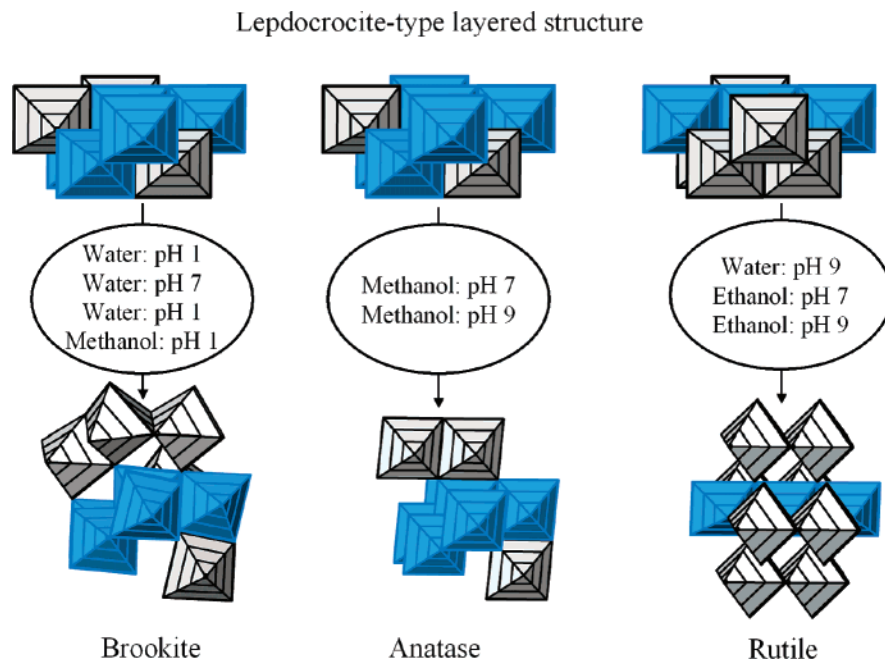 Lepdocrocite-type layered structure
Water: pH 1
Water: pH 7
Water: pH 1
Methanol: pH 1
Methanol: pH 7
Methanol: pH 9
Water: pH 9
Ethanol: pH 7
Ethanol: pH 9
Brookite
Anatase
Rutile